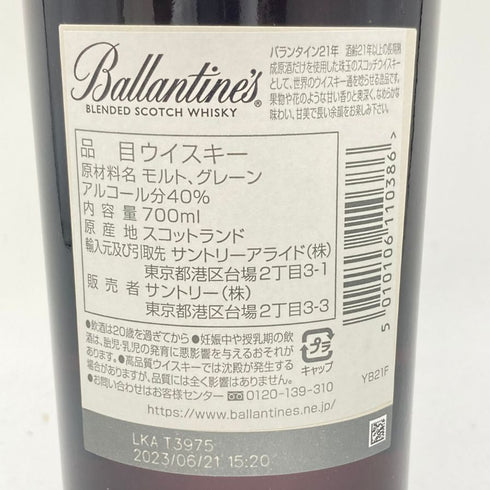 Ballantine's®
BLENDED SCOTCH WHISKY
バランタイン21年 酒齢21年以上の長期熟
成原酒だけを使用した珠玉のスコッチウイスキー
として、世界のウイスキー通を唸らせる逸品です。
果物や花のような甘い香りと奥深く、なめらかな
味わい、甘美で長い余韻をお楽しみ下さい。
品目 ウイスキー
原材料名 モルト、グレーン
アルコール分40%
内容量 700ml
原産地 スコットランド
輸入元及び引取先 サントリーアライド(株)
東京都港区台場2丁目3-1
販売者 サントリー(株)
東京都港区台場2丁目3-3
●飲酒は20歳を過ぎてから ●妊娠中や授乳期の飲
酒は、胎児・乳児の発育に悪影響を与えるおそれが
あります。●高品質ウイスキーでは沈殿が発生する
場合がありますが、品質には全く影響はありません。
●お問い合わせはお客様センター 0120-139-310
https://www.ballantines.ne.jp/
プラ
キャップ
5 010106 110386 >
YB21F
LKA T3975
2023/06/21 15:20